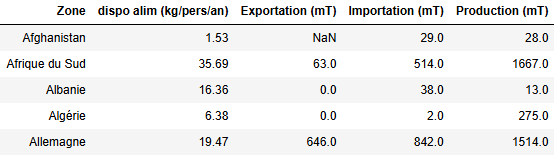 Zone dispo alim (kg/pers/an) Exportation (mT) Importation (mT) Production (mT)
Afghanistan 1.53 NaN 29.0 28.0
Afrique du Sud 35.69 63.0 514.0 1667.0
Albanie 16.36 0.0 38.0 13.0
Algérie 6.38 0.0 2.0 275.0
Allemagne 19.47 646.0 842.0 1514.0